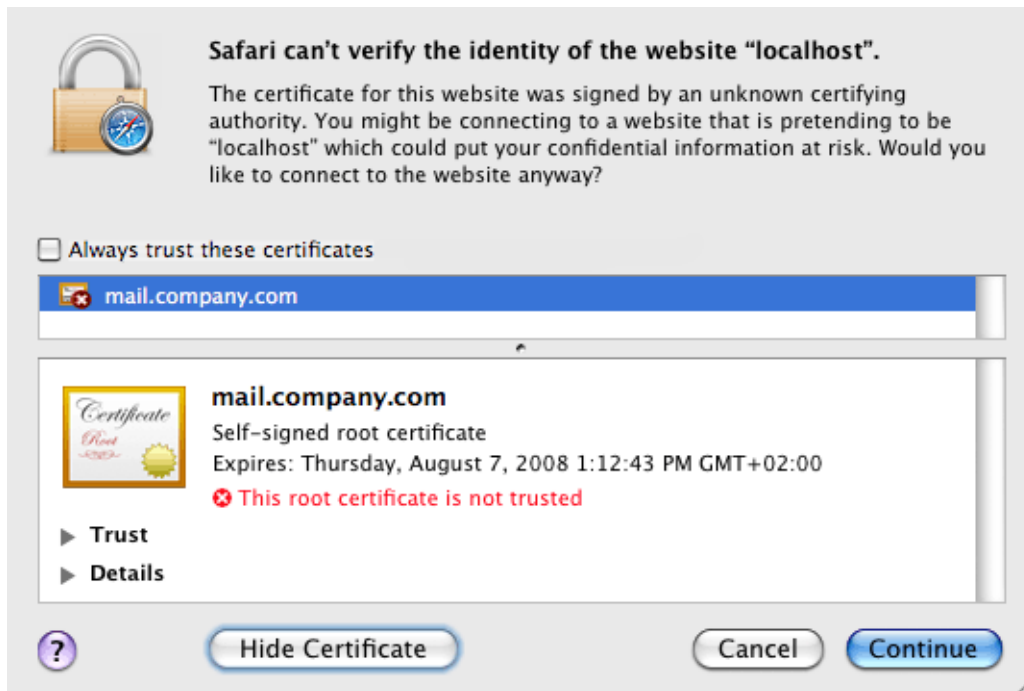 Safari can't verify the identity of the website “localhost”.
The certificate for this website was signed by an unknown certifying
authority. You might be connecting to a website that is pretending to be
“localhost” which could put your confidential information at risk. Would you
like to connect to the website anyway?
Always trust these certificates
mail.company.com
Certificate
Root
mail.company.com
Self-signed root certificate
Expires: Thursday, August 7, 2008 1:12:43 PM GMT+02:00
This root certificate is not trusted
Trust
Details
? Hide Certificate Cancel Continue